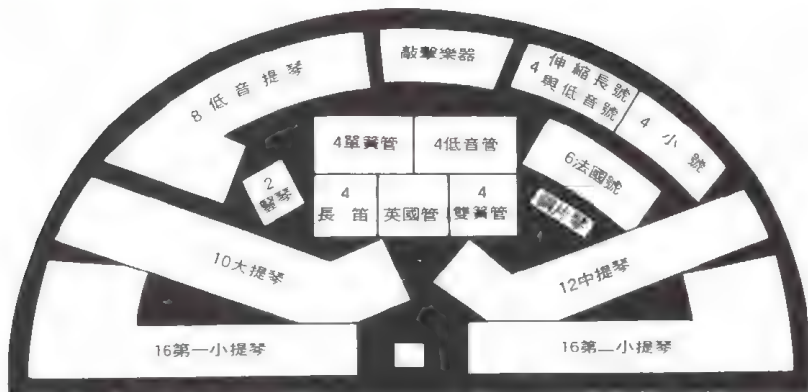 敲擊樂器
8低音提琴
伸縮長號
4
與低音號
4小號
4單簧管
4低音管
6法國號
2
豎琴
4
長笛
英國管
4
雙簧管
鋼片琴
10大提琴
12中提琴
16第一小提琴
16第二小提琴